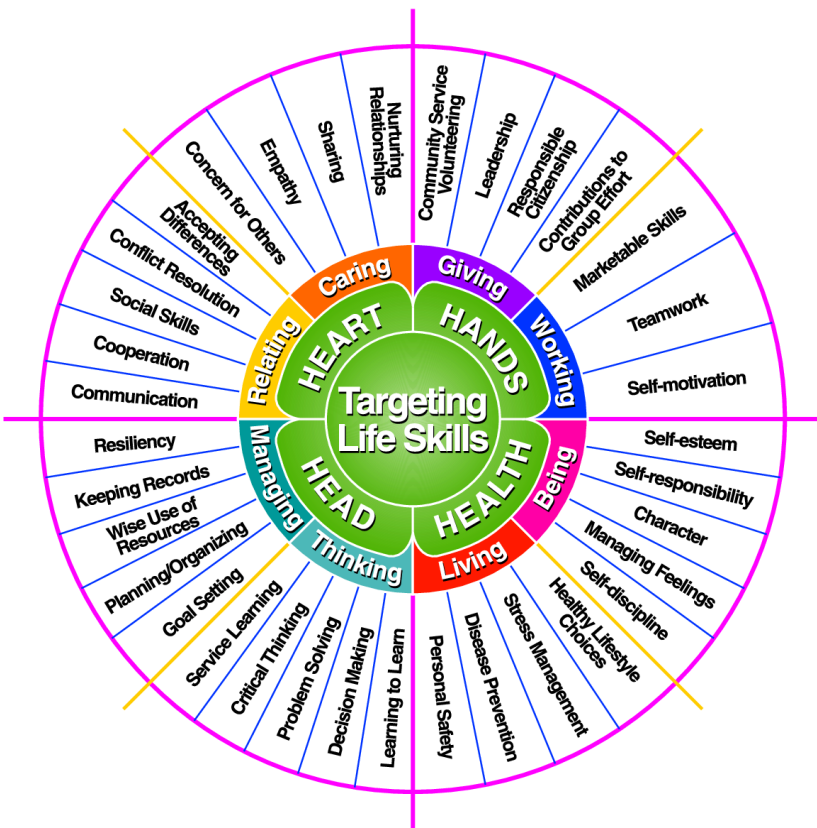 Targeting
Life Skills
HEART
HANDS
HEALTH
HEAD
Caring
Giving
Working
Being
Living
Thinking
Managing
Relating
Community Service
Volunteering
Leadership
Responsible
Citizenship
Contributions to
Group Effort
Marketable Skills
Teamwork
Self-motivation
Self-esteem
Self-responsibility
Character
Managing Feelings
Self-discipline
Healthy Lifestyle
Choices
Stress Management
Disease Prevention
Personal Safety
Learning to Learn
Decision Making
Problem Solving
Critical Thinking
Service Learning
Goal Setting
Planning/Organizing
Wise Use of
Resources
Keeping Records
Resiliency
Communication
Cooperation
Social Skills
Conflict Resolution
Accepting
Differences
Concern for Others
Empathy
Sharing
Nurturing
Relationships